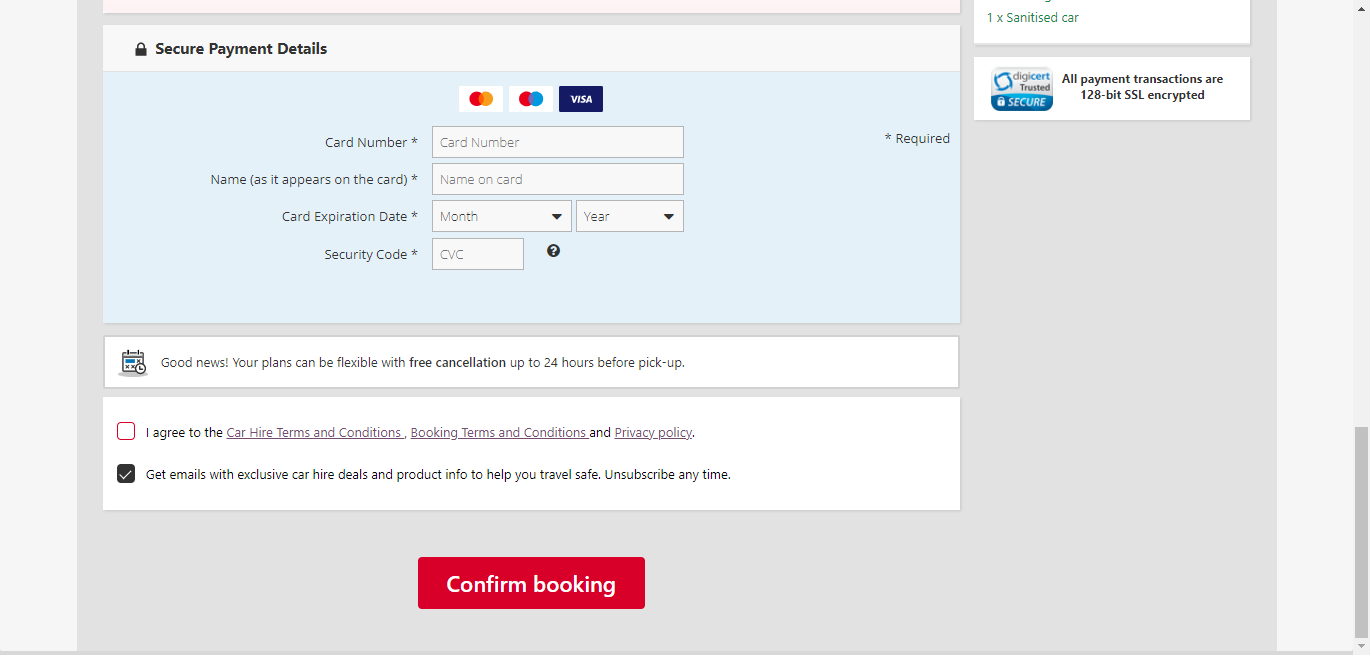 1 x Sanitised car
Secure Payment Details
digicert
Trusted
SECURE
All payment transactions are
128-bit SSL encrypted
VISA
Card Number *
Card Number
* Required
Name (as it appears on the card) *
Name on card
Card Expiration Date *
Month
Year
Security Code *
CVC
?
Good news! Your plans can be flexible with free cancellation up to 24 hours before pick-up.
I agree to the Car Hire Terms and Conditions , Booking Terms and Conditions and Privacy policy.
Get emails with exclusive car hire deals and product info to help you travel safe. Unsubscribe any time.
Confirm booking